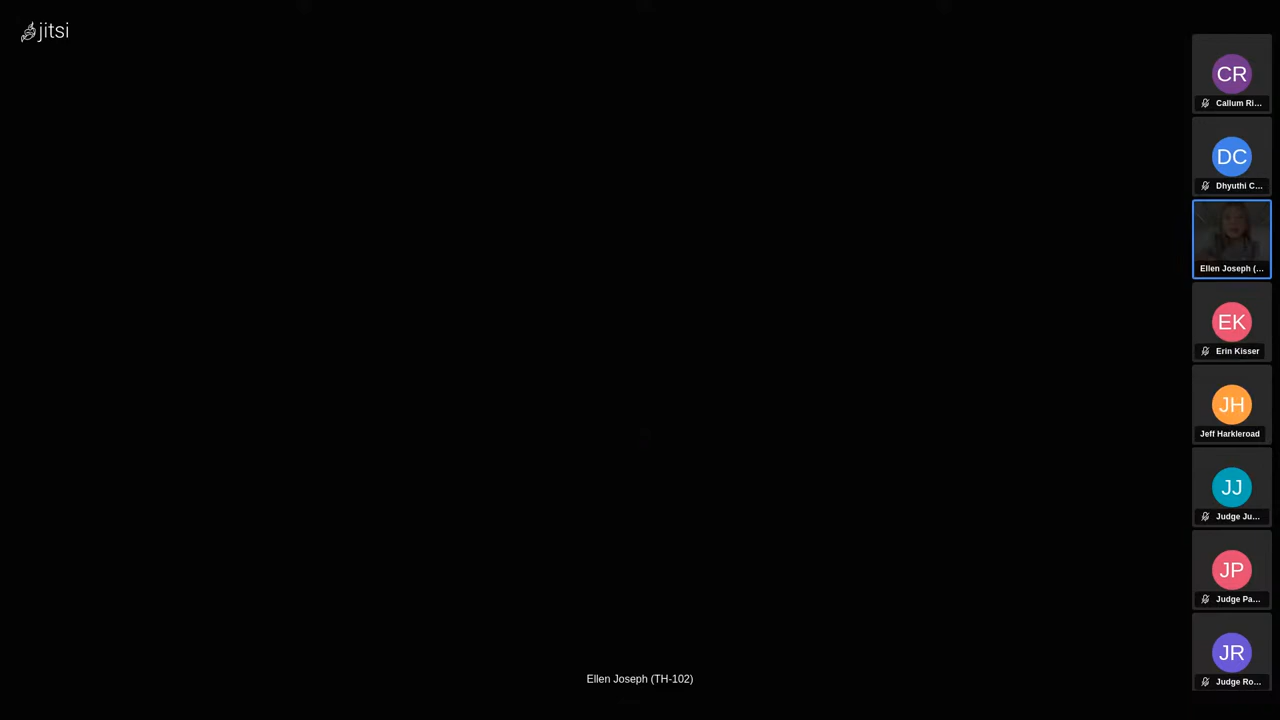 jitsi
CR
Callum Ri...
DC
Dhyuthi C...
Ellen Joseph (...
EK
Erin Kisser
JH
Jeff Harkleroad
JJ
Judge Ju...
JP
Judge Pa...
JR
Judge Ro...
Ellen Joseph (TH-102)